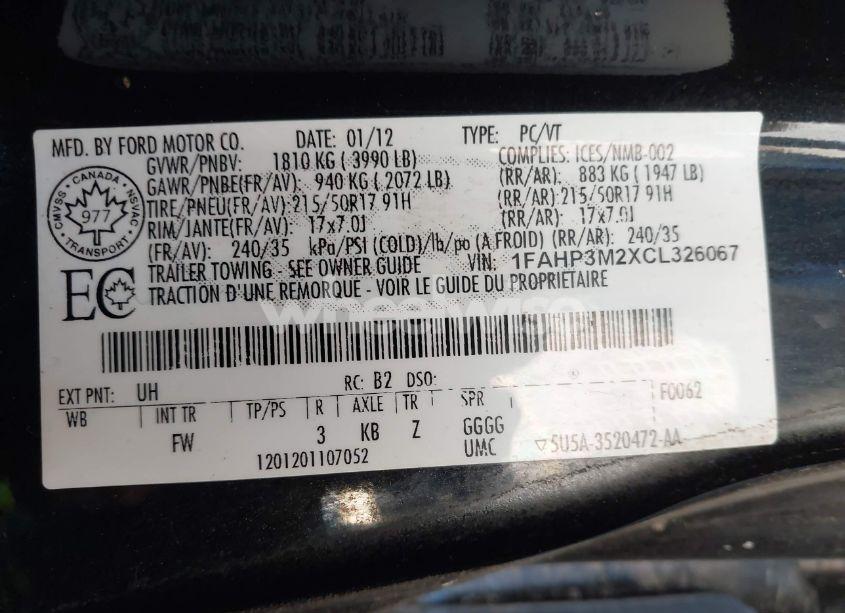 MFD. BY FORD MOTOR CO. DATE: 01/12 TYPE: PC/VT
GVWR/PNBV: 1810 KG ( 3990 LB) COMPLIES: ICES/NMB-002
GAWR/PNBE(FR/AV): 940 KG ( 2072 LB) (RR/AR): 883 KG ( 1947 LB)
TIRE/PNEU(FR/AV): 215/50R17 91H (RR/AR): 215/50R17 91H
RIM/JANTE(FR/AV): 17x7.0J (RR/AR): 17x7.0J
(FR/AV): 240/35 kPa/PSI (COLD)/lb/po (A FROID) (RR/AR): 240/35
TRAILER TOWING - SEE OWNER GUIDE VIN: 1FAHP3M2XCL326067
TRACTION D'UNE REMORQUE - VOIR LE GUIDE DU PROPRIÉTAIRE
CANADA
CMVSS NSVAC
977
TRANSPORT
EC
wheelwise
EXT PNT: UH RC: B2 DSO: F0062
WB INT TR TP/PS R AXLE TR SPR
FW 3 KB Z GGGG
UMC 5U5A-3520472-AA
1201201107052